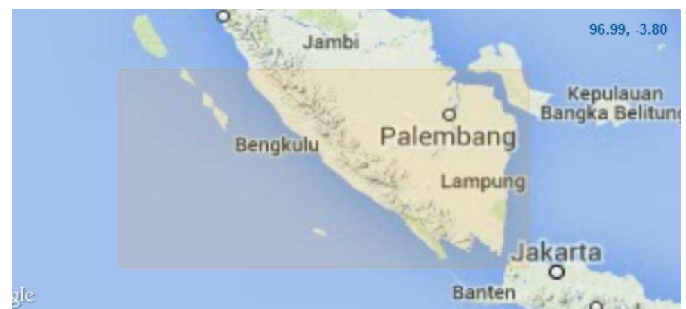 96.99, -3.80
Jambi
Kepulauan
Bangka Belitung
Palembang
Bengkulu
Lampung
Jakarta
Banten
gle